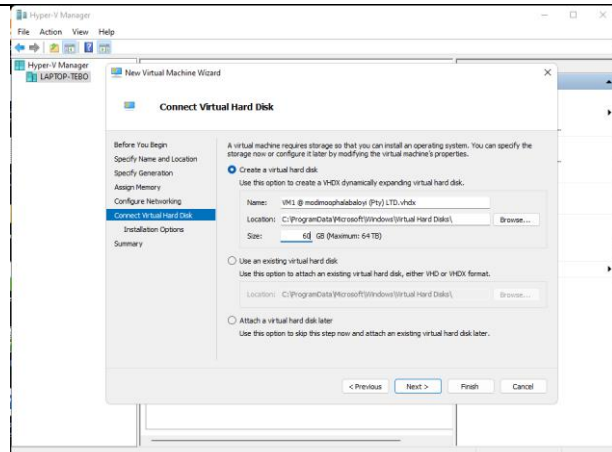 Hyper-V Manager
File Action View Help
Hyper-V Manager
LAPTOP-TEBO
New Virtual Machine Wizard
Connect Virtual Hard Disk
Before You Begin
Specify Name and Location
Specify Generation
Assign Memory
Configure Networking
Connect Virtual Hard Disk
Installation Options
Summary
A virtual machine requires storage so that you can install an operating system. You can specify the
storage now or configure it later by modifying the virtual machine's properties.
Create a virtual hard disk
Use this option to create a VHDX dynamically expanding virtual hard disk.
Name: VM1 @ modmoophalabaloyi (Pty) LTD.vhdx
Location: C:\ProgramData\Microsoft\Windows\Virtual Hard Disks\ Browse...
Size: 60 GB (Maximum: 64 TB)
Use an existing virtual hard disk
Use this option to attach an existing virtual hard disk, either VHD or VHDX format.
Location: C:\ProgramData\Microsoft\Windows\Virtual Hard Disks\ Browse...
Attach a virtual hard disk later
Use this option to skip this step now and attach an existing virtual hard disk later.
< Previous Next > Finish Cancel